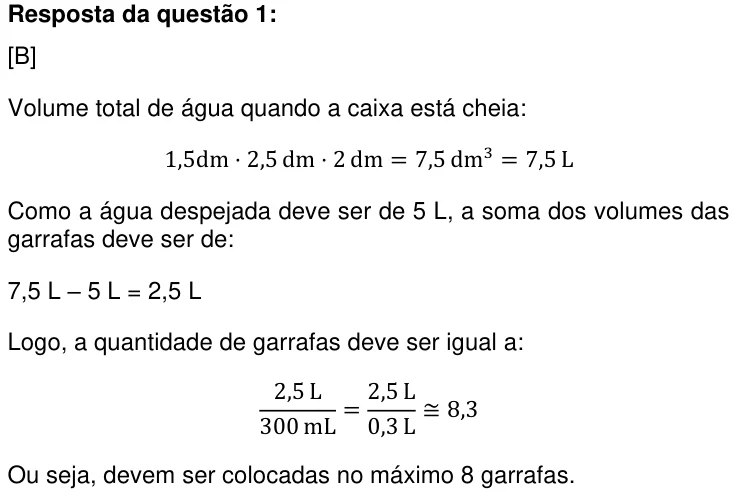 Resposta da questão 1:
[B]
Volume total de água quando a caixa está cheia:
1,5dm · 2,5 dm · 2 dm = 7,5 dm³ = 7,5 L
Como a água despejada deve ser de 5 L, a soma dos volumes das
garrafas deve ser de:
7,5 L – 5 L = 2,5 L
Logo, a quantidade de garrafas deve ser igual a:
2,5 L / 300 mL = 2,5 L / 0,3 L ≅ 8,3
Ou seja, devem ser colocadas no máximo 8 garrafas.